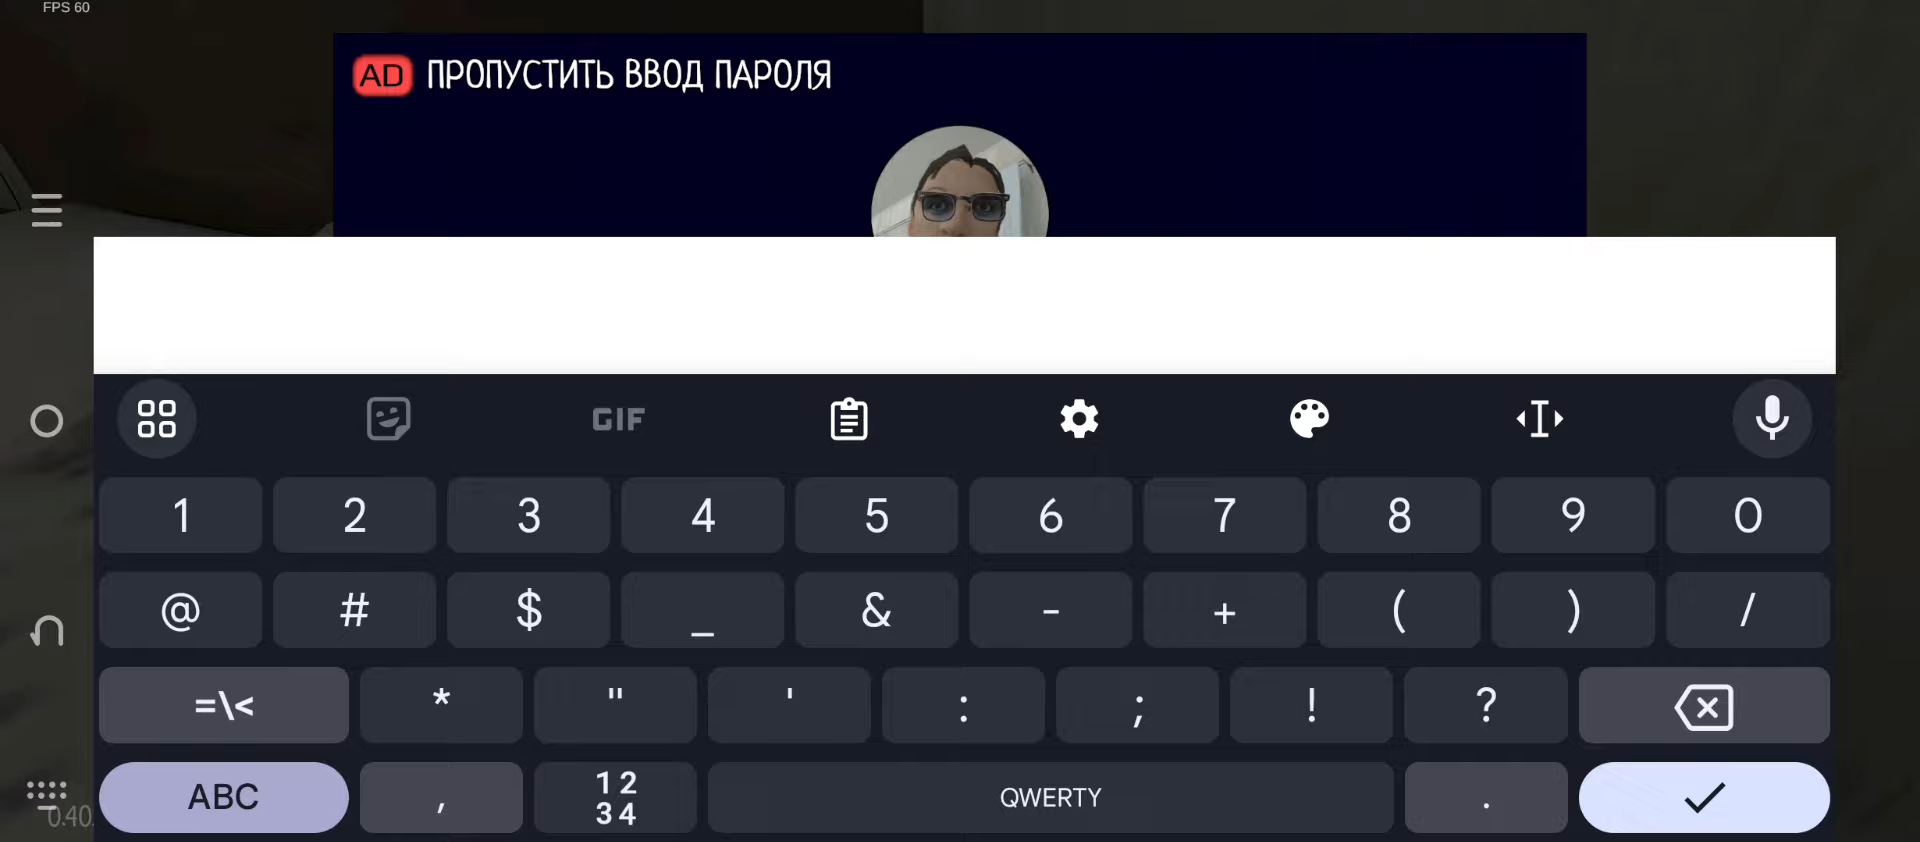 FPS 60
AD ПРОПУСТИТЬ ВВОД ПАРОЛЯ
GIF
1 2 3 4 5 6 7 8 9 0
@ # $ _ & - + ( ) /
=\< * " ' : ; ! ?
ABC , 12 QWERTY .
34
0.40